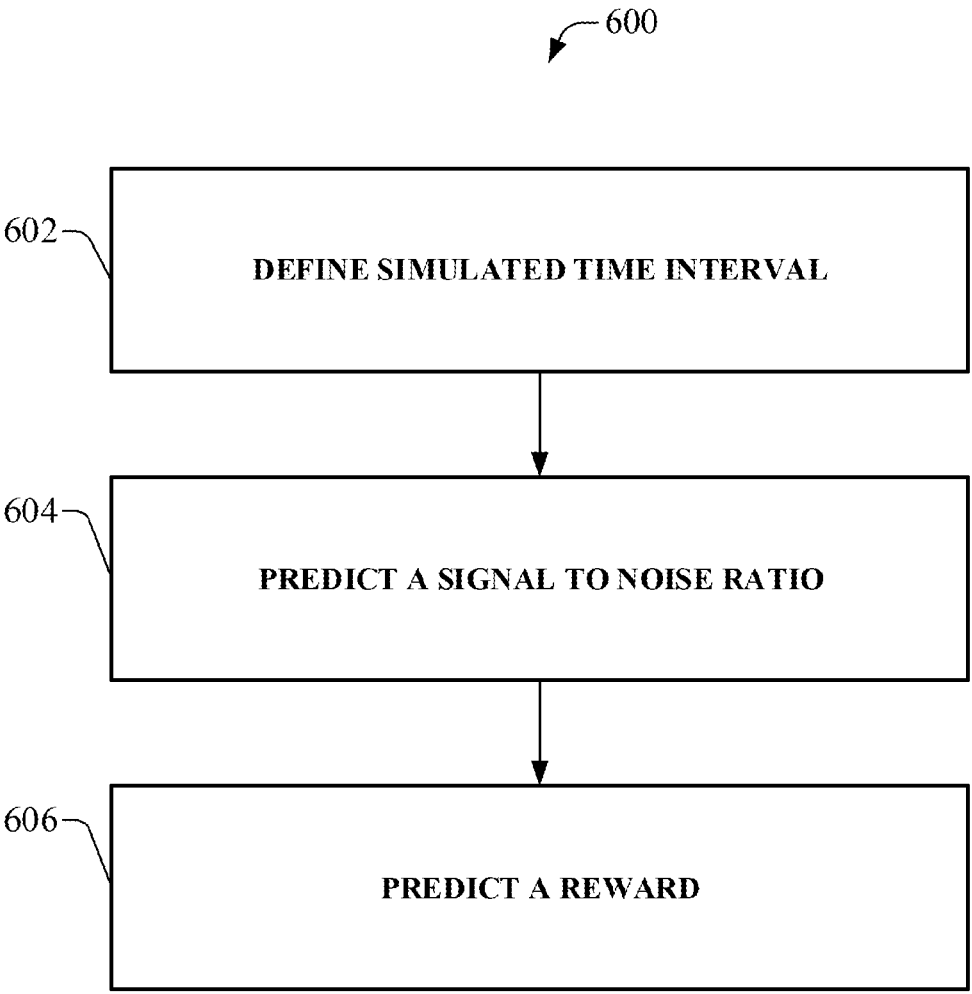 600
602
DEFINE SIMULATED TIME INTERVAL
604
PREDICT A SIGNAL TO NOISE RATIO
606
PREDICT A REWARD